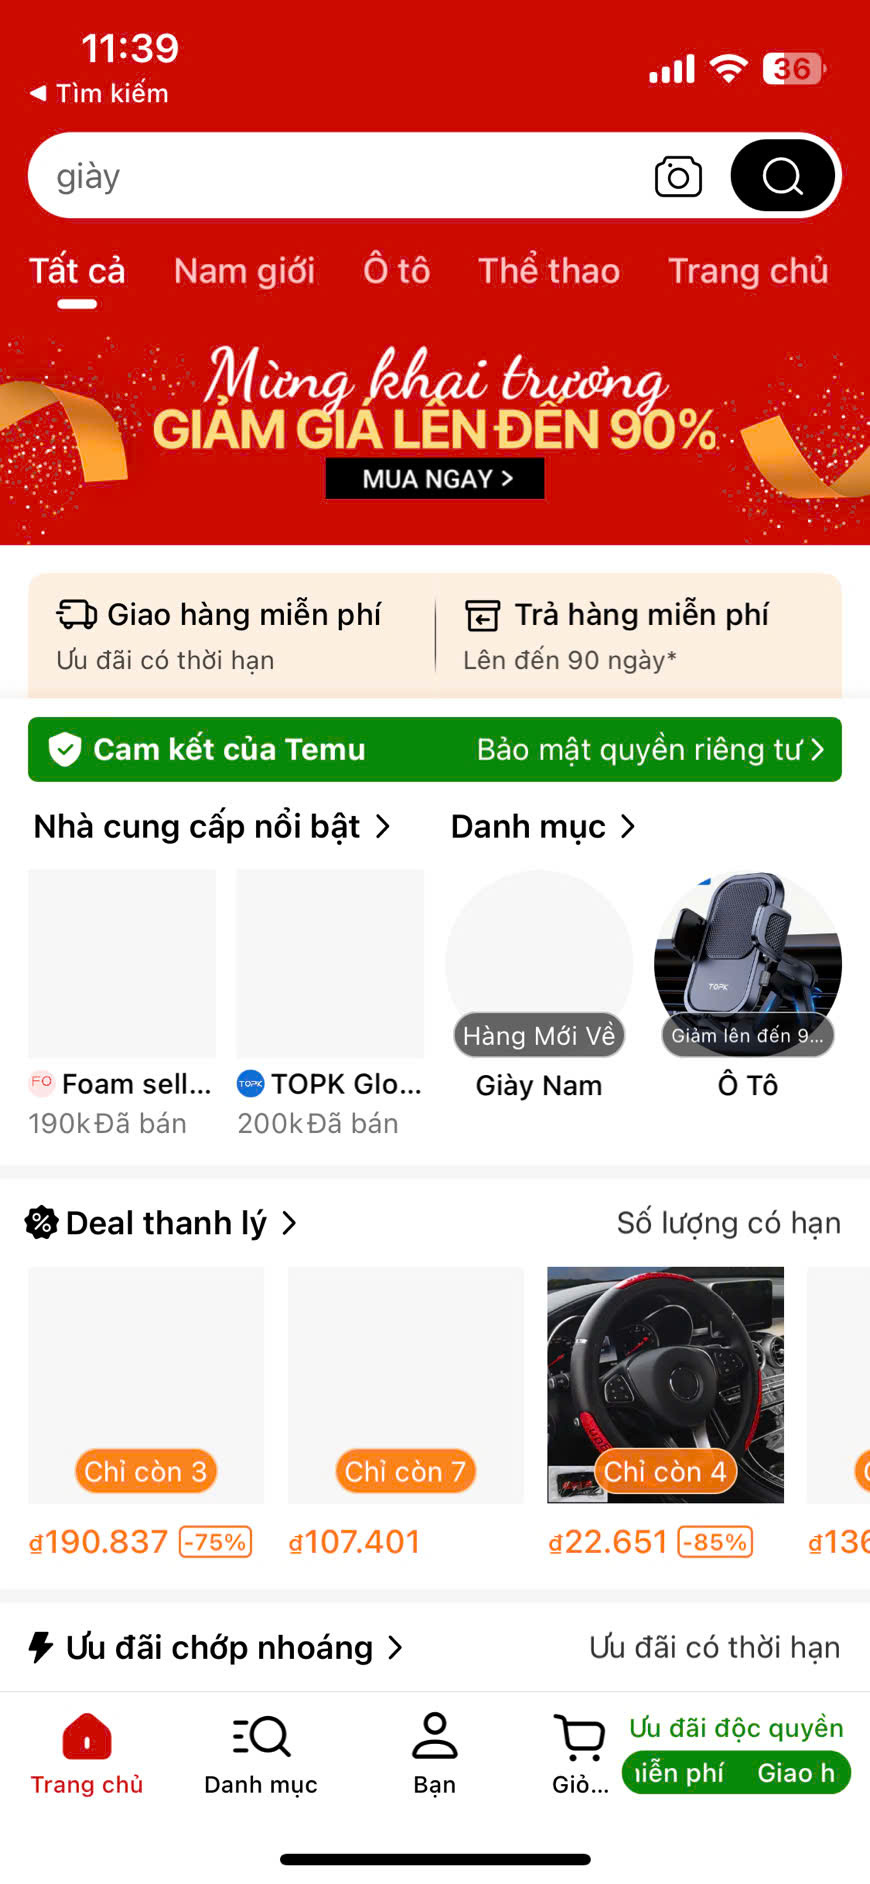 11:39
36
◀ Tìm kiếm
giày
Tất cả Nam giới Ô tô Thể thao Trang chủ
Mừng khai trương
GIẢM GIÁ LÊN ĐẾN 90%
MUA NGAY >
Giao hàng miễn phí
Ưu đãi có thời hạn
Trả hàng miễn phí
Lên đến 90 ngày*
Cam kết của Temu
Bảo mật quyền riêng tư >
Nhà cung cấp nổi bật >
Danh mục >
TOPK
Hàng Mới Về
Giảm lên đến 9...
FO Foam sell...
TOPK TOPK Glo...
Giày Nam
Ô Tô
190kĐã bán
200kĐã bán
Deal thanh lý >
Số lượng có hạn
Chỉ còn 3
Chỉ còn 7
Chỉ còn 4
₫190.837 -75%
₫107.401
₫22.651 -85%
₫136
Ưu đãi chớp nhoáng >
Ưu đãi có thời hạn
Trang chủ
Danh mục
Bạn
Giỏ...
Ưu đãi độc quyền
iễn phí Giao h